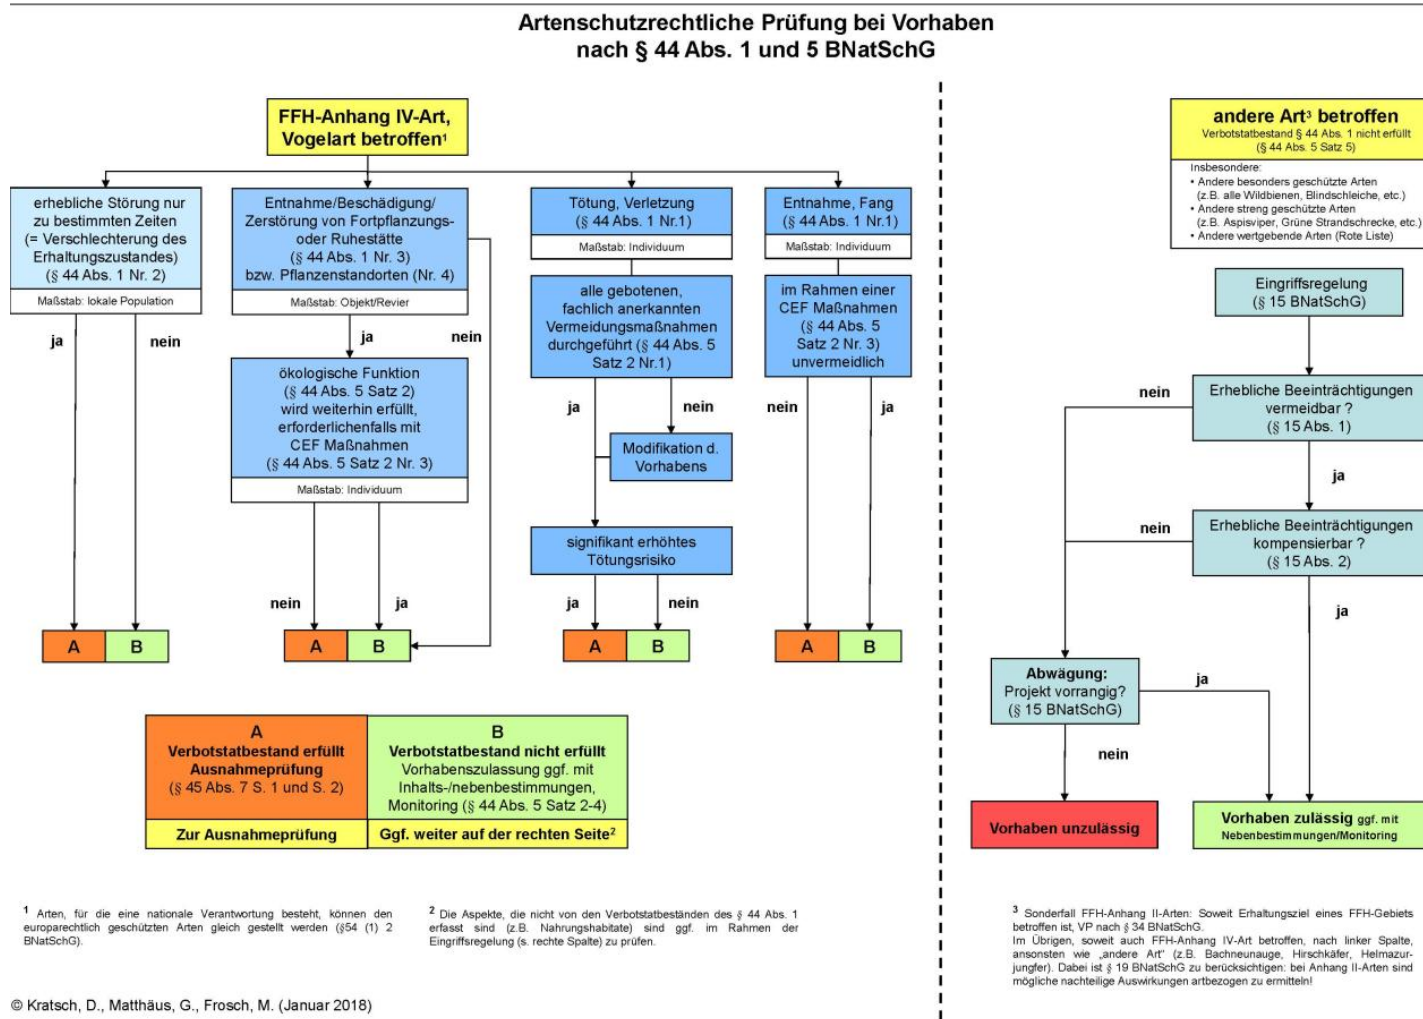 Artenschutzrechtliche Prüfung bei Vorhaben
nach § 44 Abs. 1 und 5 BNatSchG
FFH-Anhang IV-Art,
Vogelart betroffen¹
erhebliche Störung nur
zu bestimmten Zeiten
(= Verschlechterung des
Erhaltungszustandes)
(§ 44 Abs. 1 Nr. 2)
Maßstab: lokale Population
ja
nein
A
B
Entnahme/Beschädigung/
Zerstörung von Fortpflanzungs-
oder Ruhestätte
(§ 44 Abs. 1 Nr. 3)
bzw. Pflanzenstandorten (Nr. 4)
Maßstab: Objekt/Revier
ja
nein
ökologische Funktion
(§ 44 Abs. 5 Satz 2)
wird weiterhin erfüllt,
erforderlichenfalls mit
CEF Maßnahmen
(§ 44 Abs. 5 Satz 2 Nr. 3)
Maßstab: Individuum
nein
ja
A
B
Tötung, Verletzung
(§ 44 Abs. 1 Nr.1)
Maßstab: Individuum
alle gebotenen,
fachlich anerkannten
Vermeidungsmaßnahmen
durchgeführt (§ 44 Abs. 5
Satz 2 Nr.1)
ja
nein
Modifikation d.
Vorhabens
signifikant erhöhtes
Tötungsrisiko
ja
nein
A
B
Entnahme, Fang
(§ 44 Abs. 1 Nr.1)
Maßstab: Individuum
im Rahmen einer
CEF Maßnahmen
(§ 44 Abs. 5
Satz 2 Nr. 3)
unvermeidlich
nein
ja
A
B
A
Verbotstatbestand erfüllt
Ausnahmeprüfung
(§ 45 Abs. 7 S. 1 und S. 2)
Zur Ausnahmeprüfung
B
Verbotstatbestand nicht erfüllt
Vorhabenszulassung ggf. mit
Inhalts-/nebenbestimmungen,
Monitoring (§ 44 Abs. 5 Satz 2-4)
Ggf. weiter auf der rechten Seite²
¹ Arten, für die eine nationale Verantwortung besteht, können den
europarechtlich geschützten Arten gleich gestellt werden (§54 (1) 2
BNatSchG).
² Die Aspekte, die nicht von den Verbotstatbeständen des § 44 Abs. 1
erfasst sind (z.B. Nahrungshabitate) sind ggf. im Rahmen der
Eingriffsregelung (s. rechte Spalte) zu prüfen.
© Kratsch, D., Matthäus, G., Frosch, M. (Januar 2018)
andere Art³ betroffen
Verbotstatbestand § 44 Abs. 1 nicht erfüllt
(§ 44 Abs. 5 Satz 5)
Insbesondere:
• Andere besonders geschützte Arten
(z.B. alle Wildbienen, Blindschleiche, etc.)
• Andere streng geschützte Arten
(z.B. Aspisviper, Grüne Strandschrecke, etc.)
• Andere wertgebende Arten (Rote Liste)
Eingriffsregelung
(§ 15 BNatSchG)
Erhebliche Beeinträchtigungen
vermeidbar ?
(§ 15 Abs. 1)
nein
ja
Erhebliche Beeinträchtigungen
kompensierbar ?
(§ 15 Abs. 2)
nein
ja
Abwägung:
Projekt vorrangig?
(§ 15 BNatSchG)
ja
nein
Vorhaben unzulässig
Vorhaben zulässig ggf. mit
Nebenbestimmungen/Monitoring
³ Sonderfall FFH-Anhang II-Arten: Soweit Erhaltungsziel eines FFH-Gebiets
betroffen ist, VP nach § 34 BNatSchG.
Im Übrigen, soweit auch FFH-Anhang IV-Art betroffen, nach linker Spalte,
ansonsten wie „andere Art" (z.B. Bachneunauge, Hirschkäfer, Helmazur-
jungfer). Dabei ist § 19 BNatSchG zu berücksichtigen: bei Anhang II-Arten sind
mögliche nachteilige Auswirkungen artbezogen zu ermitteln!